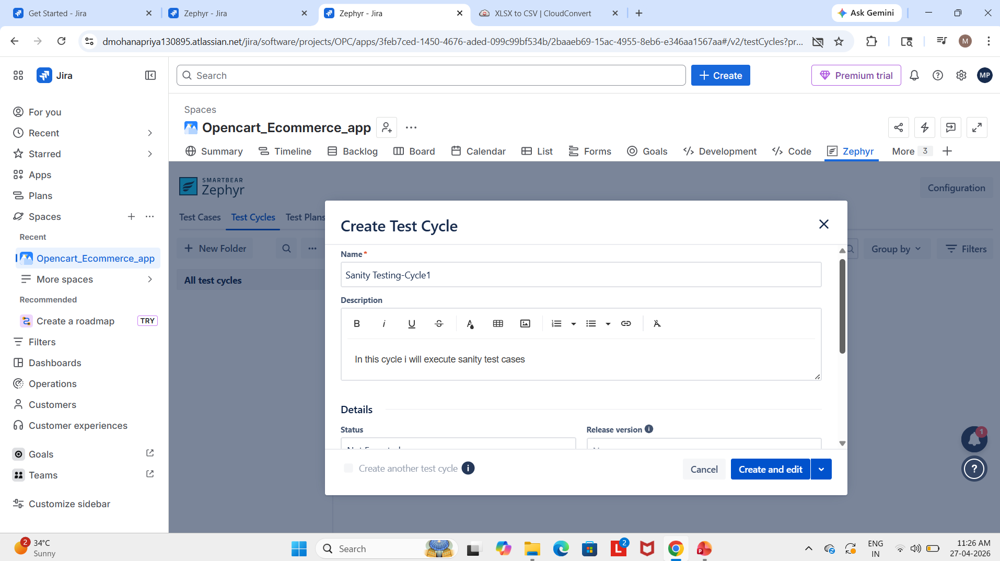 Get Started - Jira
Zephyr - Jira
Zephyr - Jira
XLSX to CSV | CloudConvert
Ask Gemini
dmohanapriya130895.atlassian.net/jira/software/projects/OPC/apps/3feb7ced-1450-4676-aded-099c99bf534b/2baaeb69-15ac-4955-8eb6-e346aa1567aa#/v2/testCycles?pr...
M
Jira
Search
Create
Premium trial
MP
For you
Recent
Starred
Apps
Plans
Spaces
Recent
Opencart_Ecommerce_app
More spaces
Recommended
Create a roadmap
TRY
Filters
Dashboards
Operations
Customers
Customer experiences
Goals
Teams
Customize sidebar
Spaces
Opencart_Ecommerce_app
Summary
Timeline
Backlog
Board
Calendar
List
Forms
Goals
Development
Code
Zephyr
More 3
SMARTBEAR
Zephyr
Configuration
Test Cases
Test Cycles
Test Plans
New Folder
Group by
Filters
All test cycles
Create Test Cycle
Name*
Sanity Testing-Cycle1
Description
B i U S
In this cycle i will execute sanity test cases
Details
Status
Release version
Create another test cycle
Cancel
Create and edit
1
?
2
34°C
Sunny
Search
L
2
P
ENG
IN
11:26 AM
27-04-2026